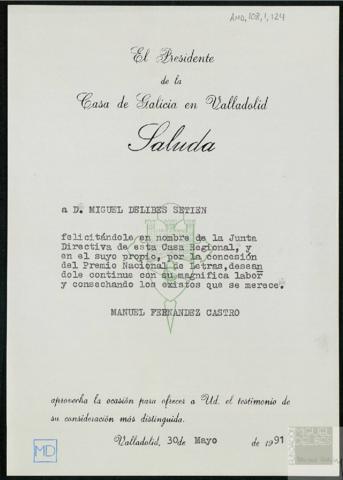 AMD,108,1,124
El Presidente
de la
Casa de Galicia en Valladolid
Saluda
a D. MIGUEL DELIBES SETIEN
felicitándole en nombre de la Junta
Directiva de esta Casa Regional, y
en el suyo propio, por la concesión
del Premio Nacional de Letras, desean
dole continue con su magnifica labor
y consechando los existos que se merece.
MANUEL FERNANDEZ CASTRO
aprovecha la ocasión para ofrecer a Ud. el testimonio de
su consideración más distinguida.
Valladolid, 30 de Mayo de 1991
MD